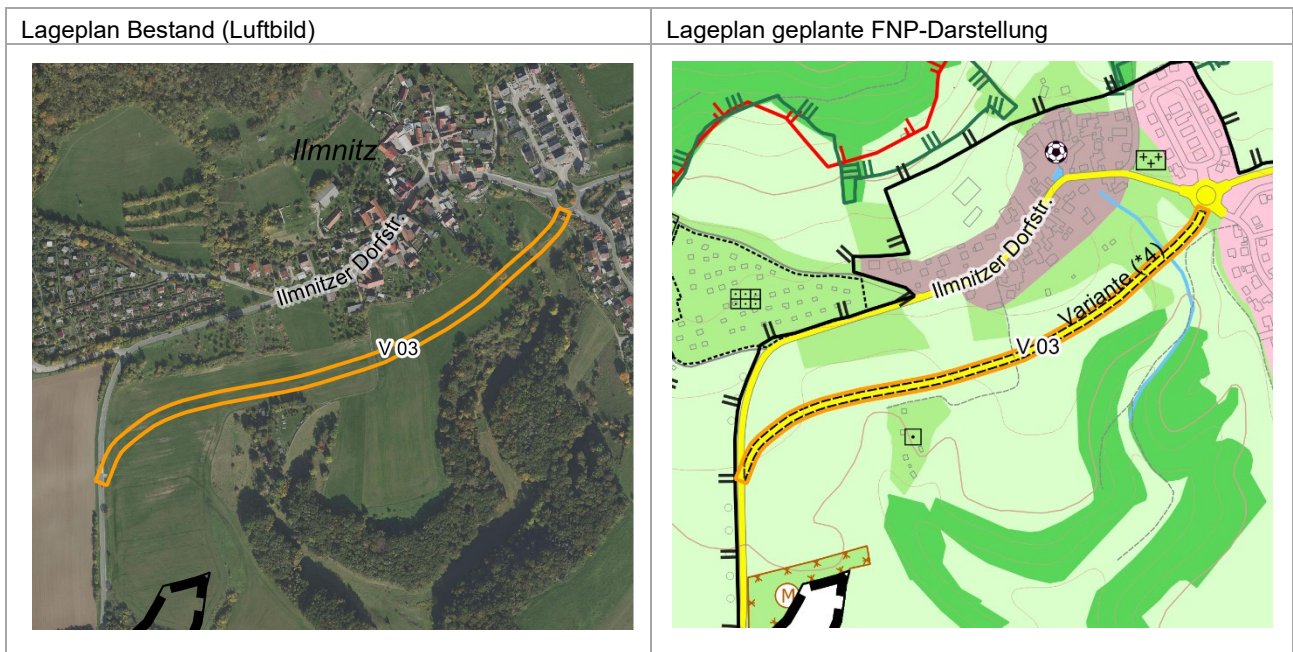 Lageplan Bestand (Luftbild)
Lageplan geplante FNP-Darstellung
Ilmnitz
Ilmnitzer Dorfstr.
V 03
Ilmnitzer Dorfstr.
Variante (*4)
V 03
M